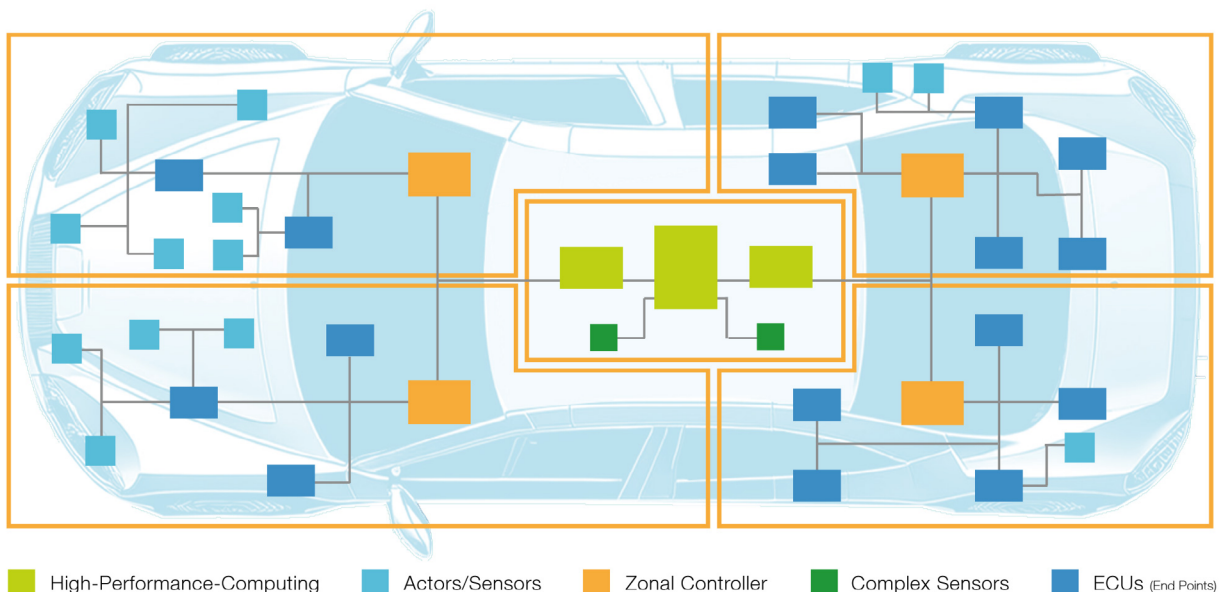 High-Performance-Computing
Actors/Sensors
Zonal Controller
Complex Sensors
ECUs (End Points)